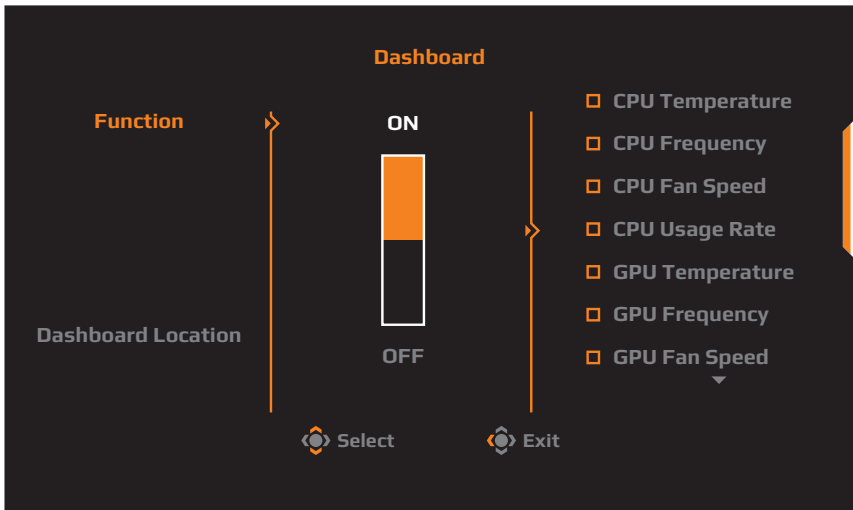 Dashboard
Function
Dashboard Location
ON
OFF
CPU Temperature
CPU Frequency
CPU Fan Speed
CPU Usage Rate
GPU Temperature
GPU Frequency
GPU Fan Speed
Select
Exit